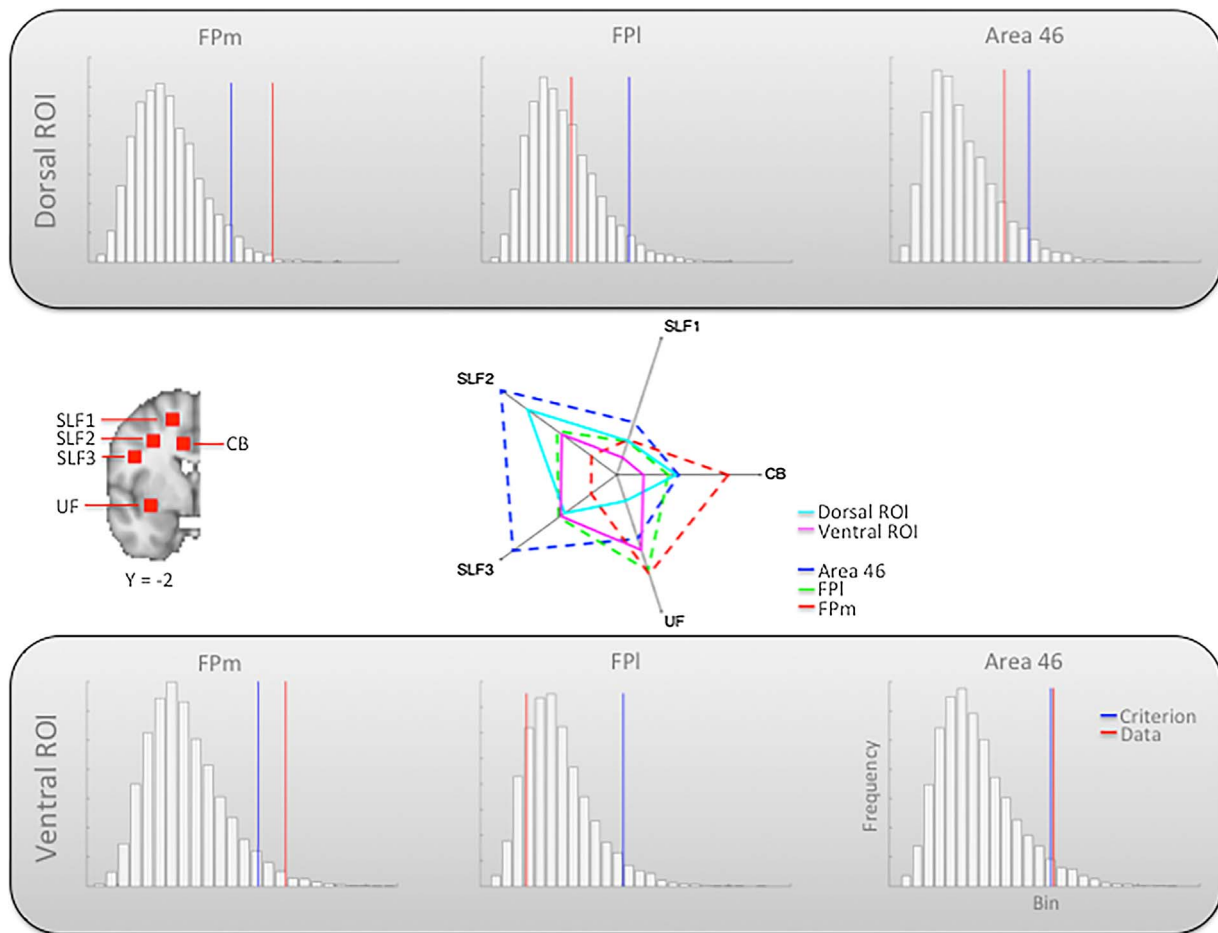 FPm
FPl
Area 46
Dorsal ROI
SLF1
SLF2
SLF3
CB
UF
Y = -2
SLF1
SLF2
CB
SLF3
UF
Dorsal ROI
Ventral ROI
Area 46
FPl
FPm
FPm
FPl
Area 46
Ventral ROI
Criterion
Data
Frequency
Bin